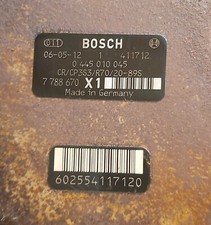 BOSCH
06-05-12 1 411712
0 445 010 045
CR/CP3S3/R70/20-89S
7 788 670 X1
Made in Germany
602554117120